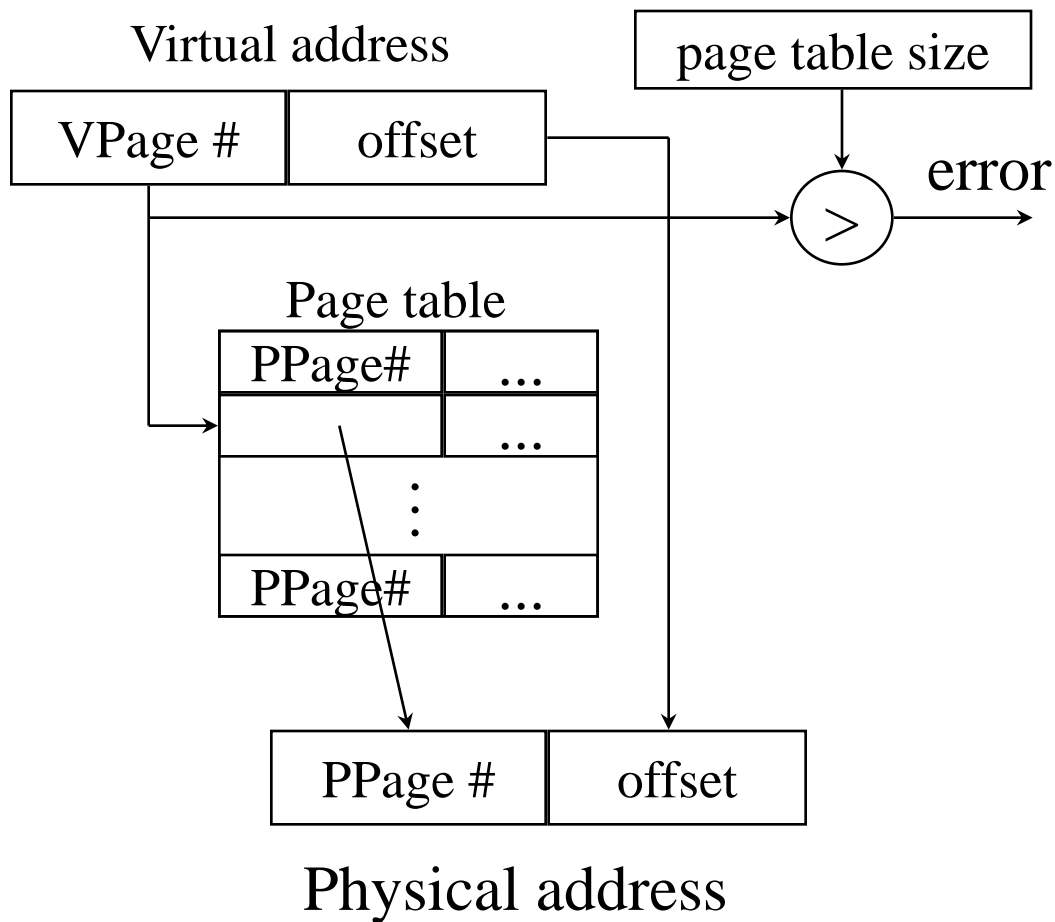 Virtual address
page table size
VPage #
offset
error
>
Page table
PPage#
...
...
PPage#
...
PPage #
offset
Physical address